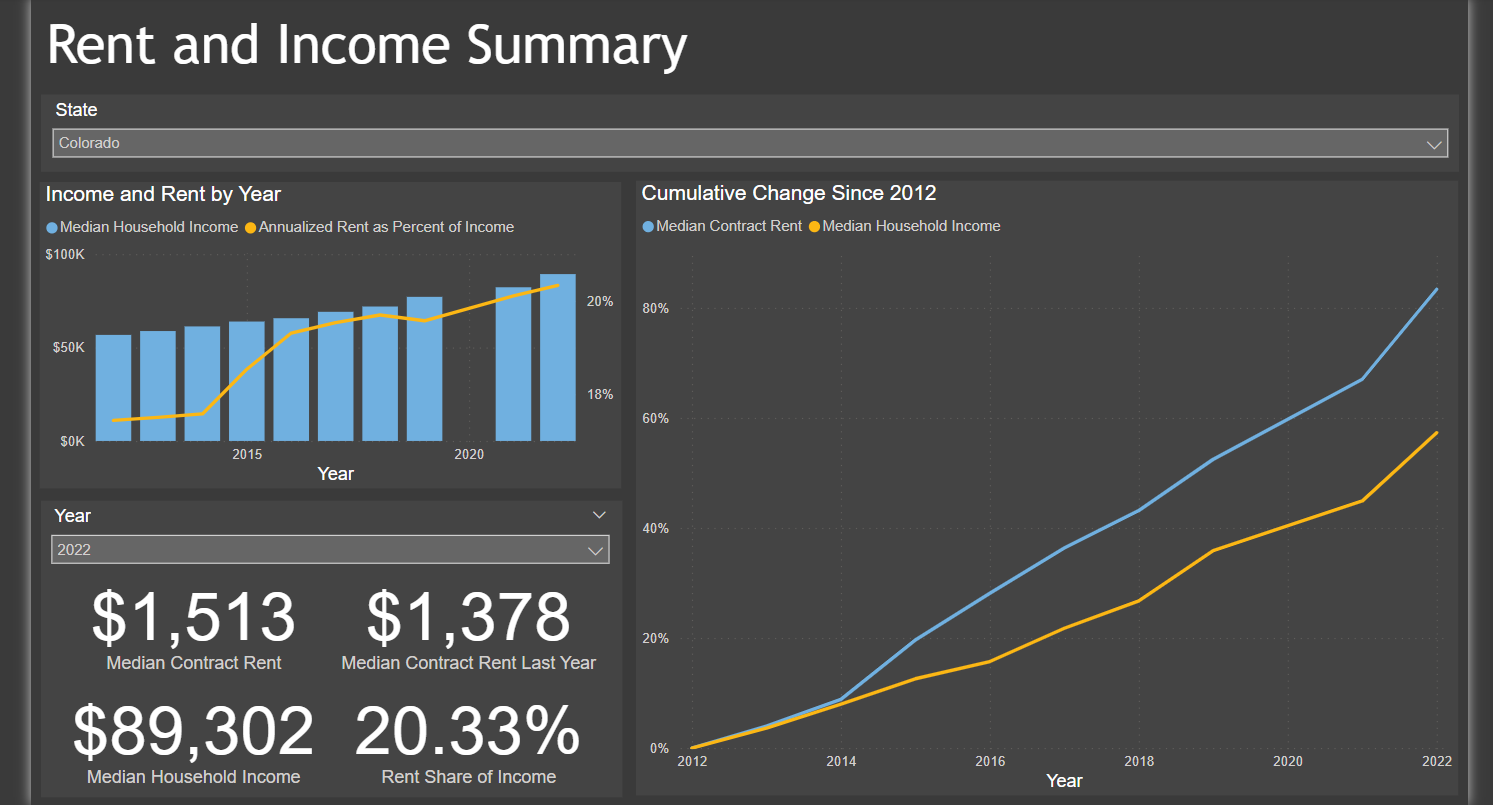 Rent and Income Summary
State
Colorado
Income and Rent by Year
Median Household Income Annualized Rent as Percent of Income
$100K
$50K
$0K
20%
18%
2015 2020
Year
Cumulative Change Since 2012
Median Contract Rent Median Household Income
80%
60%
40%
20%
0%
2012 2014 2016 2018 2020 2022
Year
Year
2022
$1,513 $1,378
Median Contract Rent Median Contract Rent Last Year
$89,302 20.33%
Median Household Income Rent Share of Income